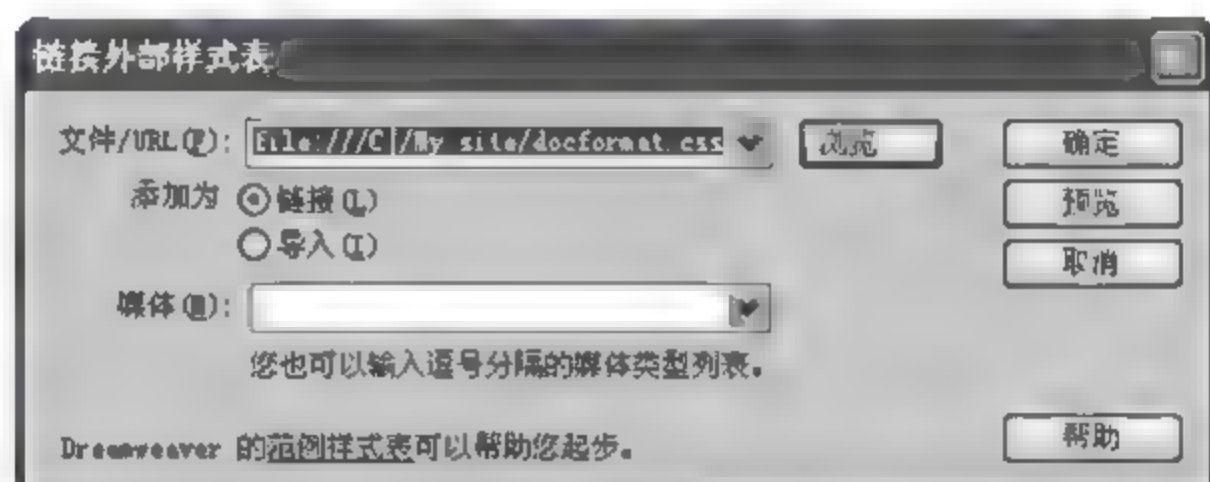 链接外部样式表
文件/URL(F): file:///C|/My site/docformat.css 浏览... 确定
添加为 链接(L) 预览
导入(I) 取消
媒体(M):
您也可以输入逗号分隔的媒体类型列表。
Dreamweaver 的范例样式表可以帮助您起步。 帮助